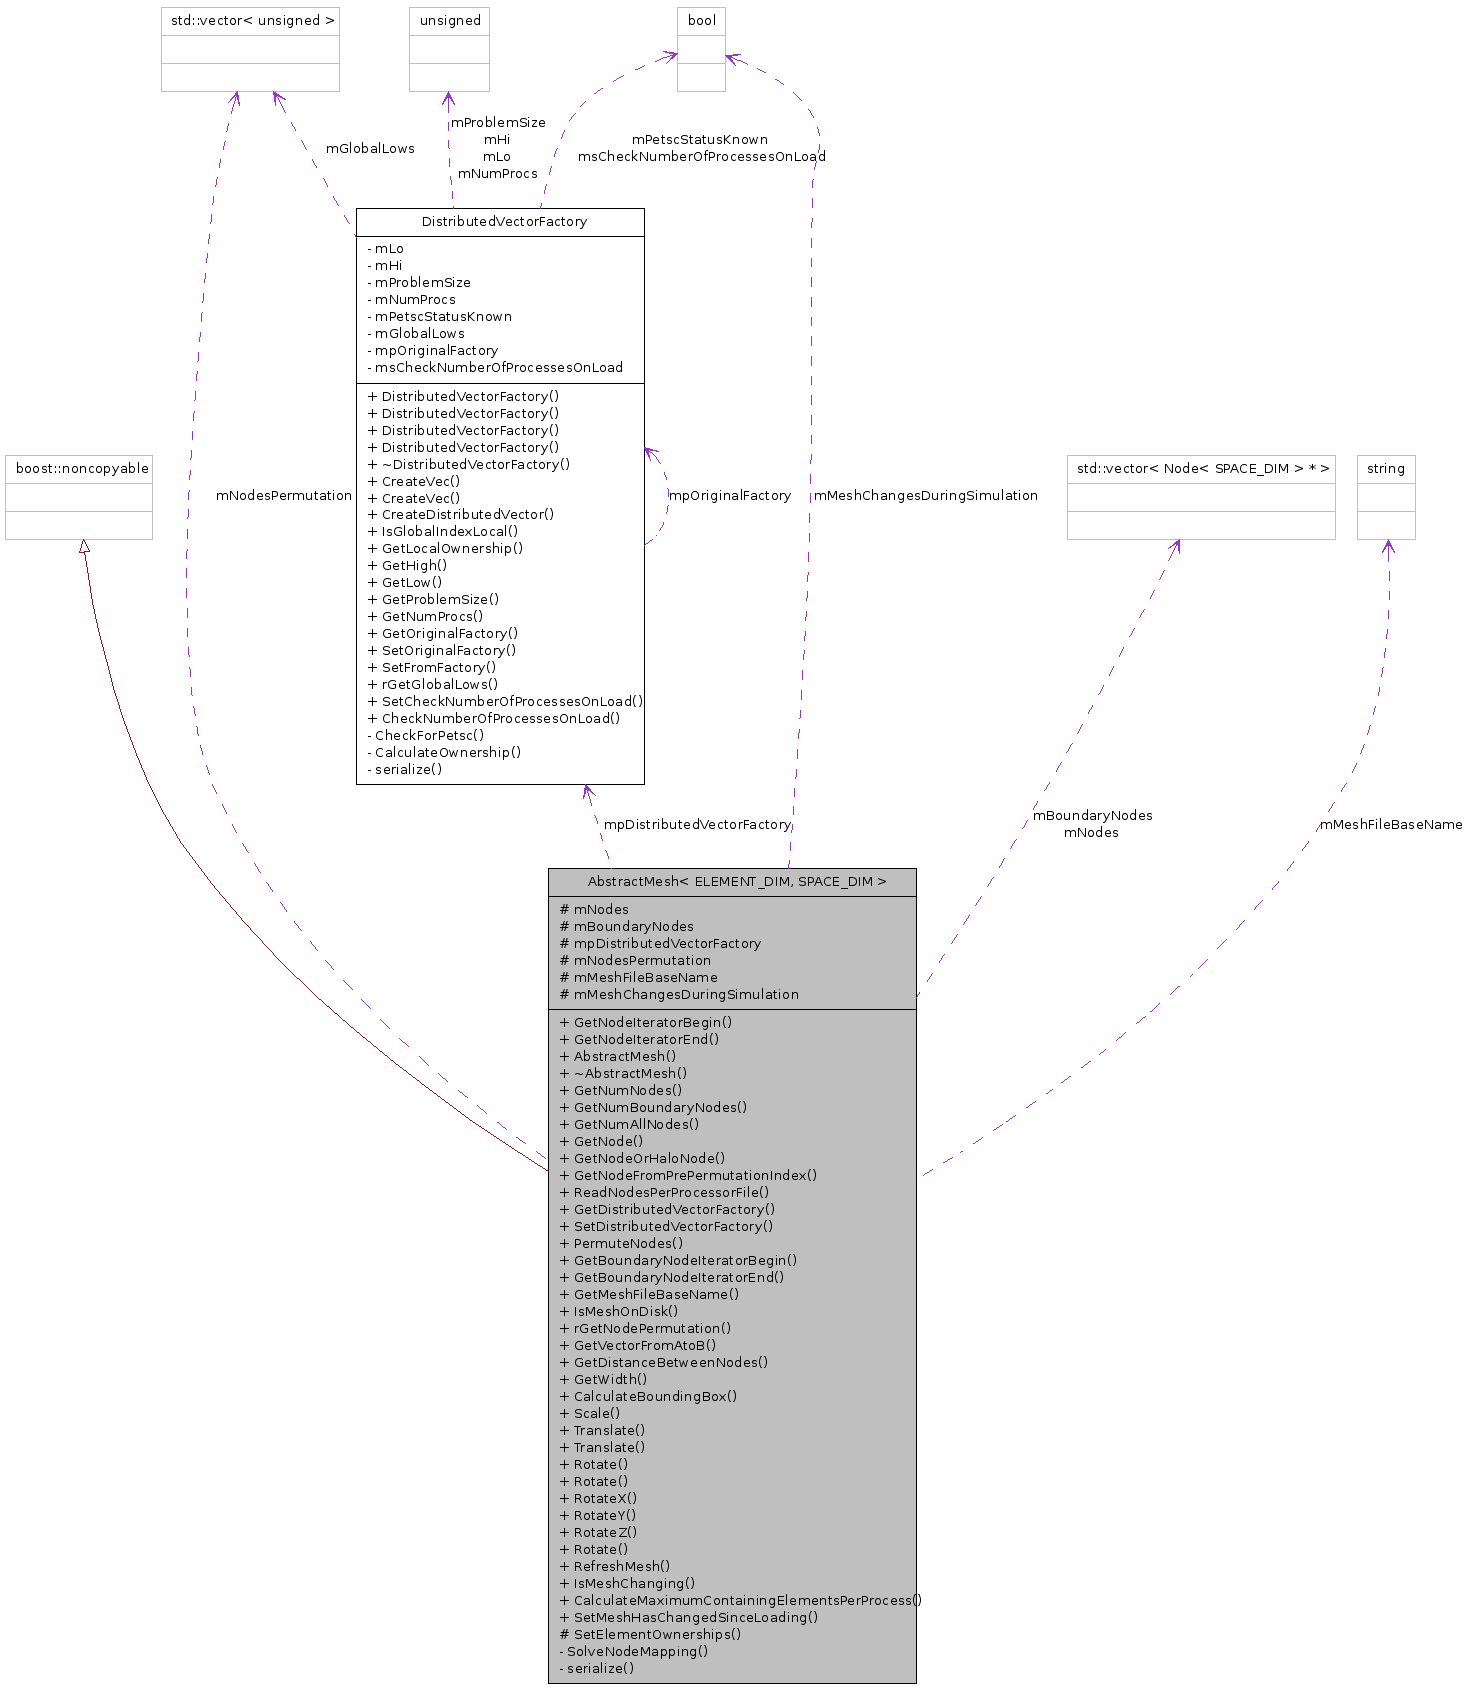 std::vector< unsigned >
unsigned
bool
mProblemSize
mHi
mLo
mNumProcs
mGlobalLows
mPetscStatusKnown
msCheckNumberOfProcessesOnLoad
DistributedVectorFactory
- mLo
- mHi
- mProblemSize
- mNumProcs
- mPetscStatusKnown
- mGlobalLows
- mpOriginalFactory
- msCheckNumberOfProcessesOnLoad
+ DistributedVectorFactory()
+ DistributedVectorFactory()
+ DistributedVectorFactory()
+ DistributedVectorFactory()
+ ~DistributedVectorFactory()
+ CreateVec()
+ CreateVec()
+ CreateDistributedVector()
+ IsGlobalIndexLocal()
+ GetLocalOwnership()
+ GetHigh()
+ GetLow()
+ GetProblemSize()
+ GetNumProcs()
+ GetOriginalFactory()
+ SetOriginalFactory()
+ SetFromFactory()
+ rGetGlobalLows()
+ SetCheckNumberOfProcessesOnLoad()
+ CheckNumberOfProcessesOnLoad()
- CheckForPetsc()
- CalculateOwnership()
- serialize()
boost::noncopyable
std::vector< Node< SPACE_DIM > * >
string
mNodesPermutation
mpOriginalFactory
mMeshChangesDuringSimulation
mpDistributedVectorFactory
mBoundaryNodes
mNodes
mMeshFileBaseName
AbstractMesh< ELEMENT_DIM, SPACE_DIM >
# mNodes
# mBoundaryNodes
# mpDistributedVectorFactory
# mNodesPermutation
# mMeshFileBaseName
# mMeshChangesDuringSimulation
+ GetNodeIteratorBegin()
+ GetNodeIteratorEnd()
+ AbstractMesh()
+ ~AbstractMesh()
+ GetNumNodes()
+ GetNumBoundaryNodes()
+ GetNumAllNodes()
+ GetNode()
+ GetNodeOrHaloNode()
+ GetNodeFromPrePermutationIndex()
+ ReadNodesPerProcessorFile()
+ GetDistributedVectorFactory()
+ SetDistributedVectorFactory()
+ PermuteNodes()
+ GetBoundaryNodeIteratorBegin()
+ GetBoundaryNodeIteratorEnd()
+ GetMeshFileBaseName()
+ IsMeshOnDisk()
+ rGetNodePermutation()
+ GetVectorFromAtoB()
+ GetDistanceBetweenNodes()
+ GetWidth()
+ CalculateBoundingBox()
+ Scale()
+ Translate()
+ Translate()
+ Rotate()
+ Rotate()
+ RotateX()
+ RotateY()
+ RotateZ()
+ Rotate()
+ RefreshMesh()
+ IsMeshChanging()
+ CalculateMaximumContainingElementsPerProcess()
+ SetMeshHasChangedSinceLoading()
# SetElementOwnerships()
- SolveNodeMapping()
- serialize()